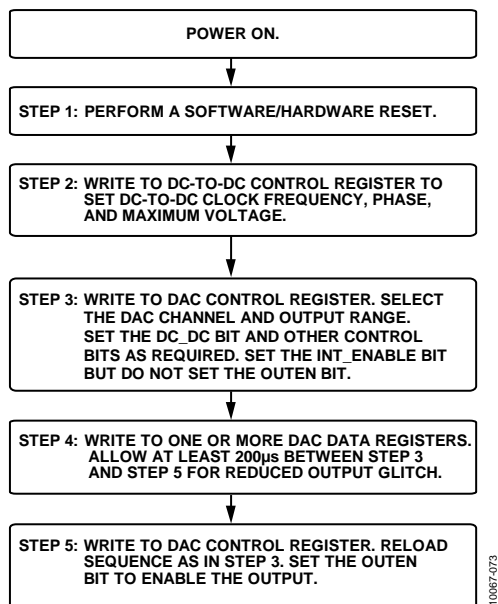 POWER ON.
STEP 1: PERFORM A SOFTWARE/HARDWARE RESET.
STEP 2: WRITE TO DC-TO-DC CONTROL REGISTER TO
SET DC-TO-DC CLOCK FREQUENCY, PHASE,
AND MAXIMUM VOLTAGE.
STEP 3: WRITE TO DAC CONTROL REGISTER. SELECT
THE DAC CHANNEL AND OUTPUT RANGE.
SET THE DC_DC BIT AND OTHER CONTROL
BITS AS REQUIRED. SET THE INT_ENABLE BIT
BUT DO NOT SET THE OUTEN BIT.
STEP 4: WRITE TO ONE OR MORE DAC DATA REGISTERS.
ALLOW AT LEAST 200µs BETWEEN STEP 3
AND STEP 5 FOR REDUCED OUTPUT GLITCH.
STEP 5: WRITE TO DAC CONTROL REGISTER. RELOAD
SEQUENCE AS IN STEP 3. SET THE OUTEN
BIT TO ENABLE THE OUTPUT.
10067-073